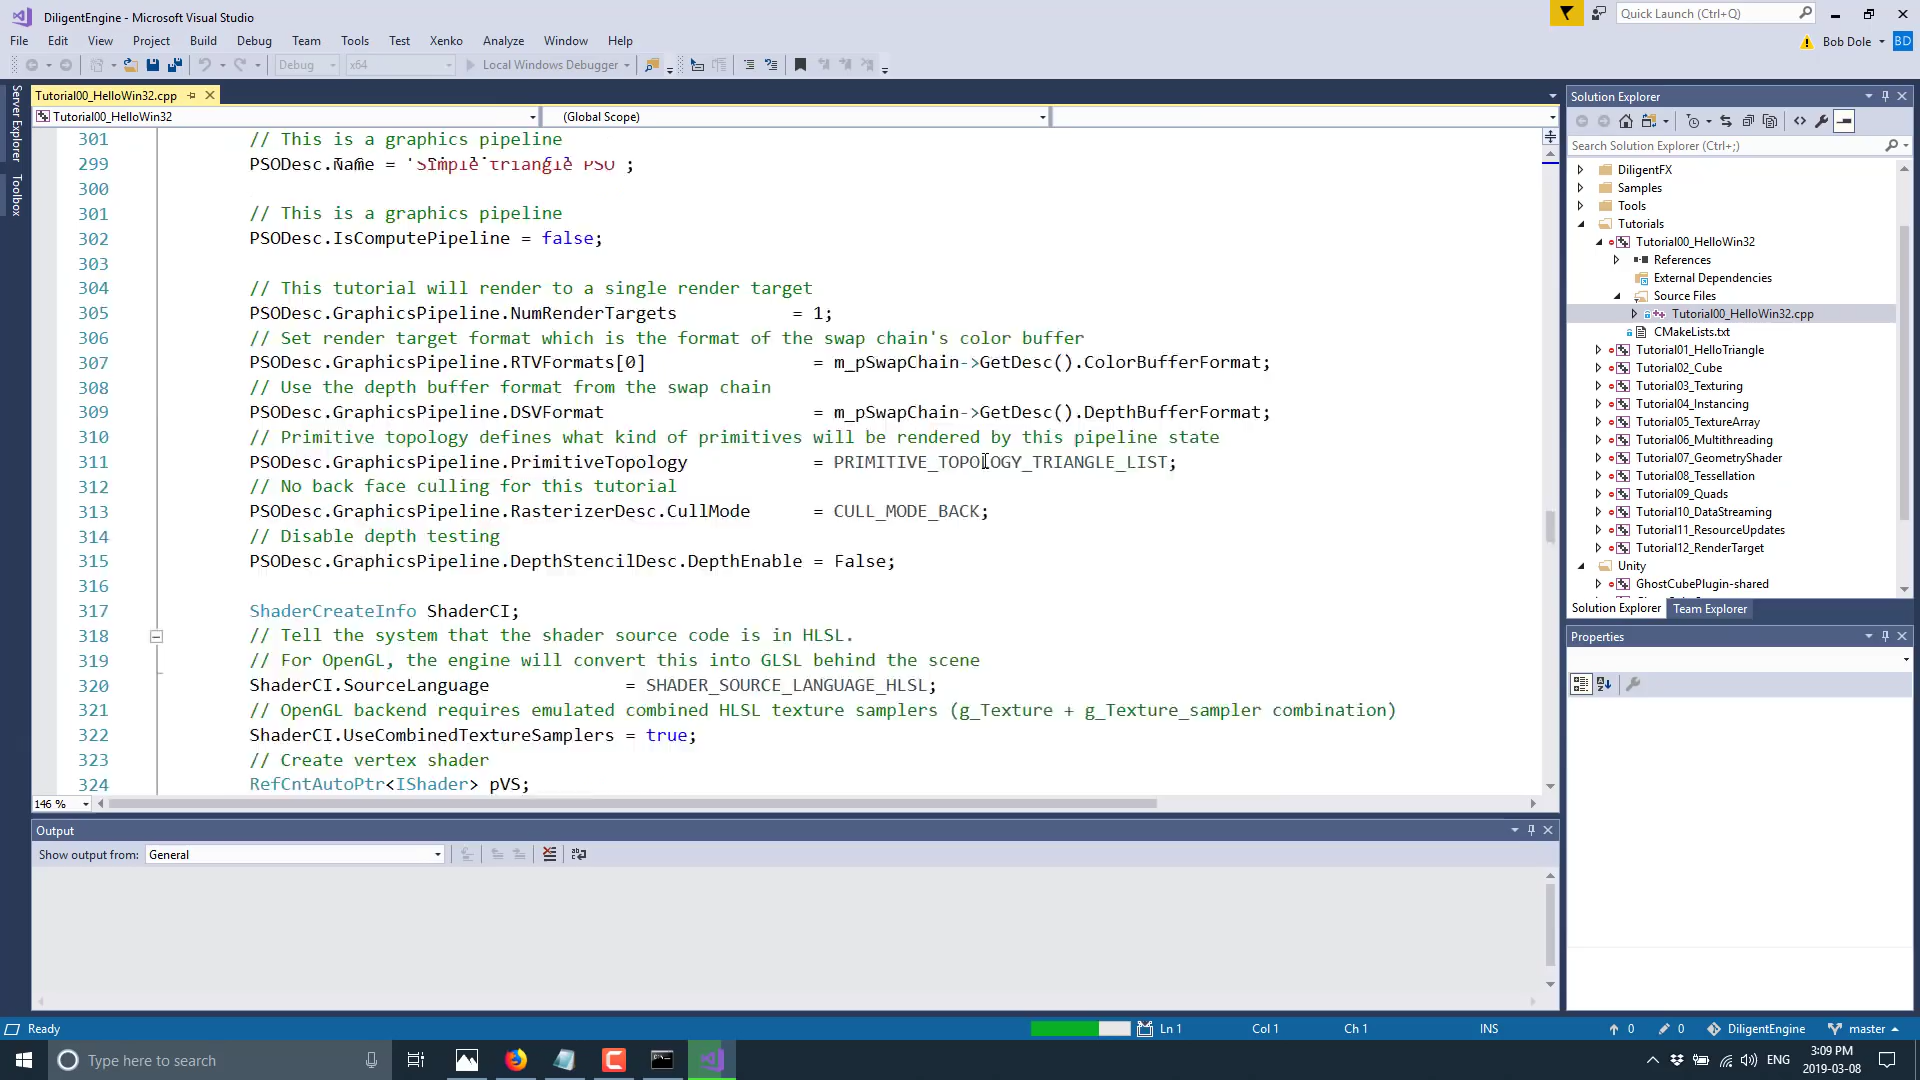 DiligentEngine - Microsoft Visual Studio
Quick Launch (Ctrl+Q)
File Edit View Project Build Debug Team Tools Test Xenko Analyze Window Help
Bob Dole BD
Debug x64 Local Windows Debugger
Server Explorer
Toolbox
Tutorial00_HelloWin32.cpp
Tutorial00_HelloWin32 (Global Scope)
301 // This is a graphics pipeline
299 PSODesc.Name = "Simple triangle PSO";
300
301 // This is a graphics pipeline
302 PSODesc.IsComputePipeline = false;
303
304 // This tutorial will render to a single render target
305 PSODesc.GraphicsPipeline.NumRenderTargets = 1;
306 // Set render target format which is the format of the swap chain's color buffer
307 PSODesc.GraphicsPipeline.RTVFormats[0] = m_pSwapChain->GetDesc().ColorBufferFormat;
308 // Use the depth buffer format from the swap chain
309 PSODesc.GraphicsPipeline.DSVFormat = m_pSwapChain->GetDesc().DepthBufferFormat;
310 // Primitive topology defines what kind of primitives will be rendered by this pipeline state
311 PSODesc.GraphicsPipeline.PrimitiveTopology = PRIMITIVE_TOPOLOGY_TRIANGLE_LIST;
312 // No back face culling for this tutorial
313 PSODesc.GraphicsPipeline.RasterizerDesc.CullMode = CULL_MODE_BACK;
314 // Disable depth testing
315 PSODesc.GraphicsPipeline.DepthStencilDesc.DepthEnable = False;
316
317 ShaderCreateInfo ShaderCI;
318 // Tell the system that the shader source code is in HLSL.
319 // For OpenGL, the engine will convert this into GLSL behind the scene
320 ShaderCI.SourceLanguage = SHADER_SOURCE_LANGUAGE_HLSL;
321 // OpenGL backend requires emulated combined HLSL texture samplers (g_Texture + g_Texture_sampler combination)
322 ShaderCI.UseCombinedTextureSamplers = true;
323 // Create vertex shader
324 RefCntAutoPtr<IShader> pVS;
146 %
Output
Show output from: General
Solution Explorer
Search Solution Explorer (Ctrl+;)
DiligentFX
Samples
Tools
Tutorials
Tutorial00_HelloWin32
References
External Dependencies
Source Files
Tutorial00_HelloWin32.cpp
CMakeLists.txt
Tutorial01_HelloTriangle
Tutorial02_Cube
Tutorial03_Texturing
Tutorial04_Instancing
Tutorial05_TextureArray
Tutorial06_Multithreading
Tutorial07_GeometryShader
Tutorial08_Tessellation
Tutorial09_Quads
Tutorial10_DataStreaming
Tutorial11_ResourceUpdates
Tutorial12_RenderTarget
Unity
GhostCubePlugin-shared
Solution Explorer Team Explorer
Properties
Ready Ln 1 Col 1 Ch 1 INS 0 0 DiligentEngine master
Type here to search
ENG
3:09 PM
2019-03-08